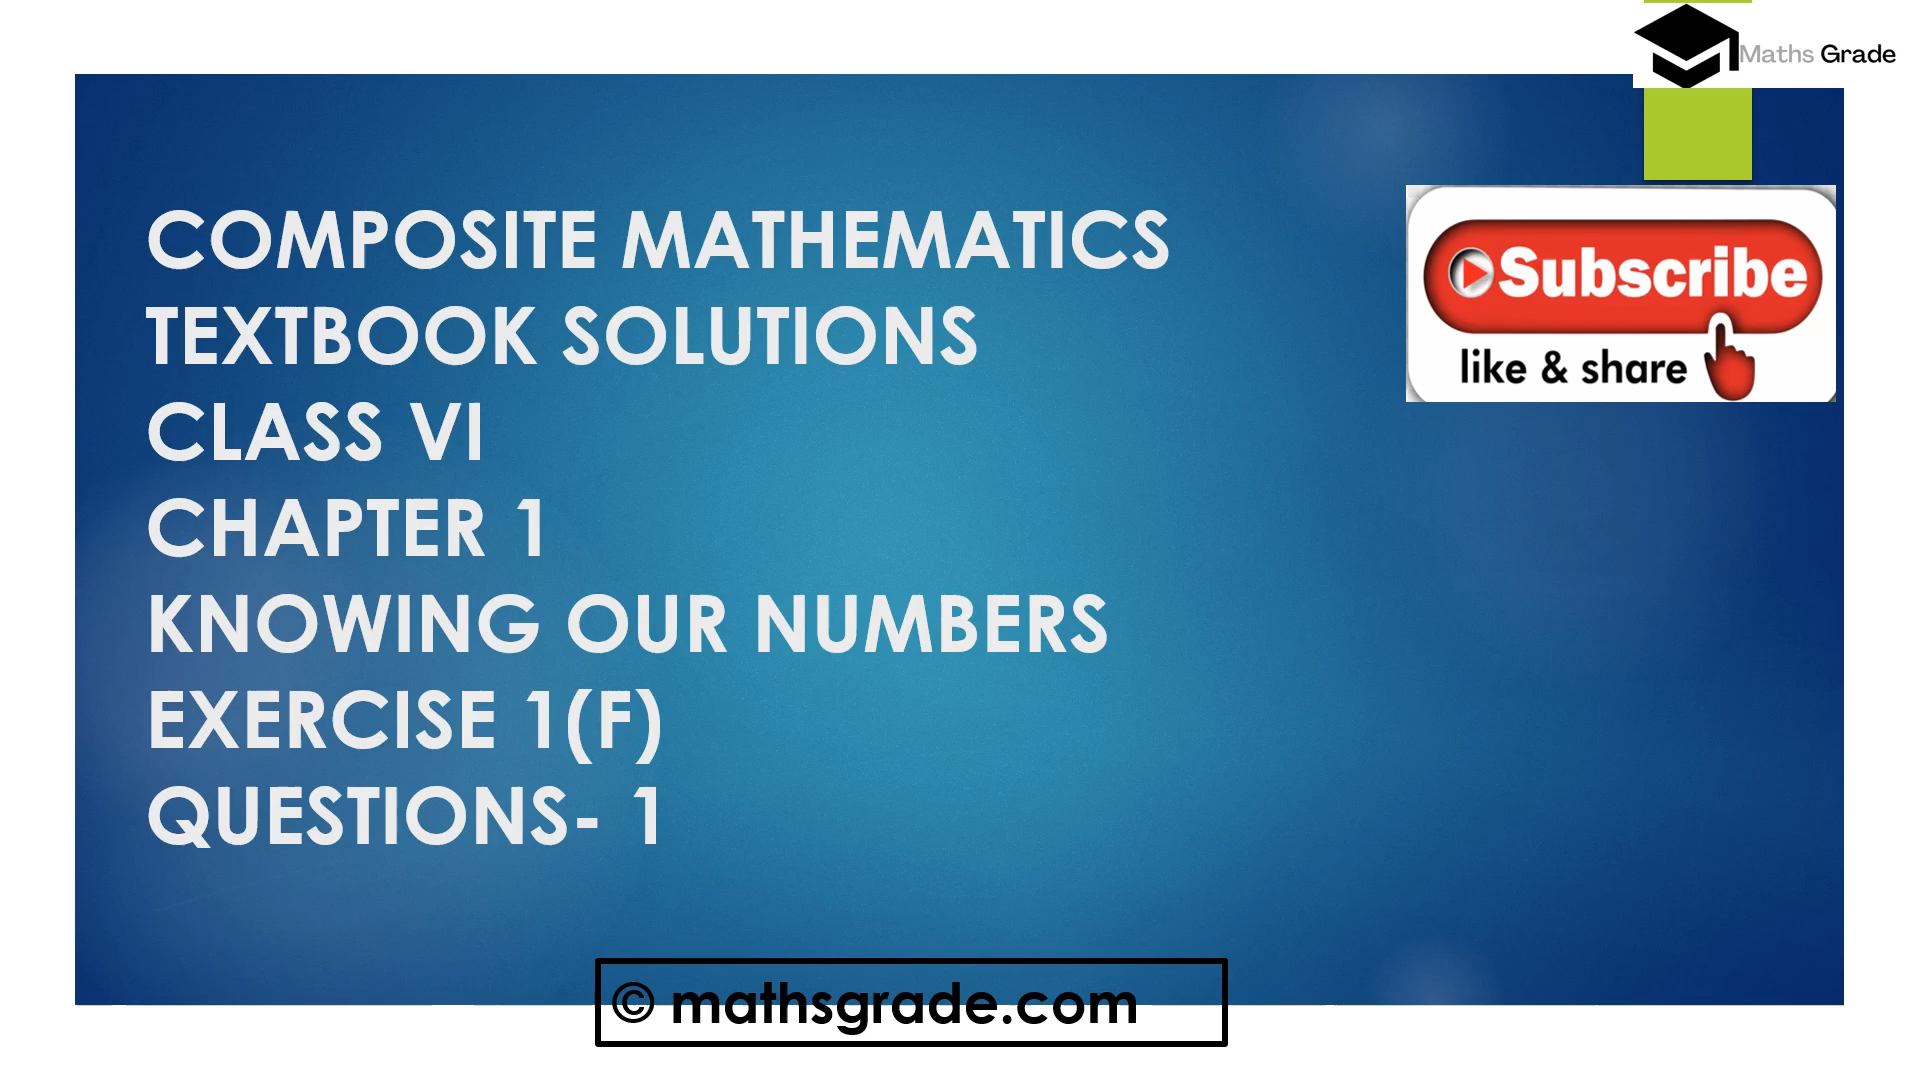 Maths Grade
COMPOSITE MATHEMATICS
TEXTBOOK SOLUTIONS
CLASS VI
CHAPTER 1
KNOWING OUR NUMBERS
EXERCISE 1(F)
QUESTIONS- 1
Subscribe
like & share
© mathsgrade.com